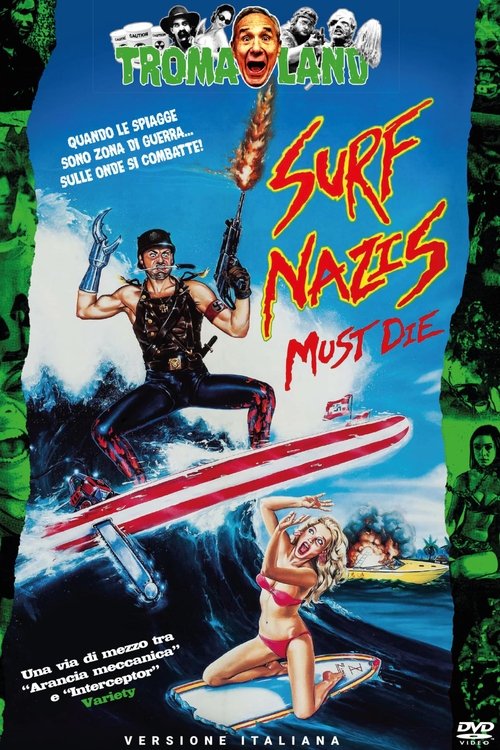 TROMA LAND
QUANDO LE SPIAGGE
SONO ZONA DI GUERRA...
SULLE ONDE SI COMBATTE!
SURF
NAZIS
MUST DIE
Una via di mezzo tra
"Arancia meccanica"
e "Interceptor"
Variety
DVD
VIDEO
VERSIONE ITALIANA